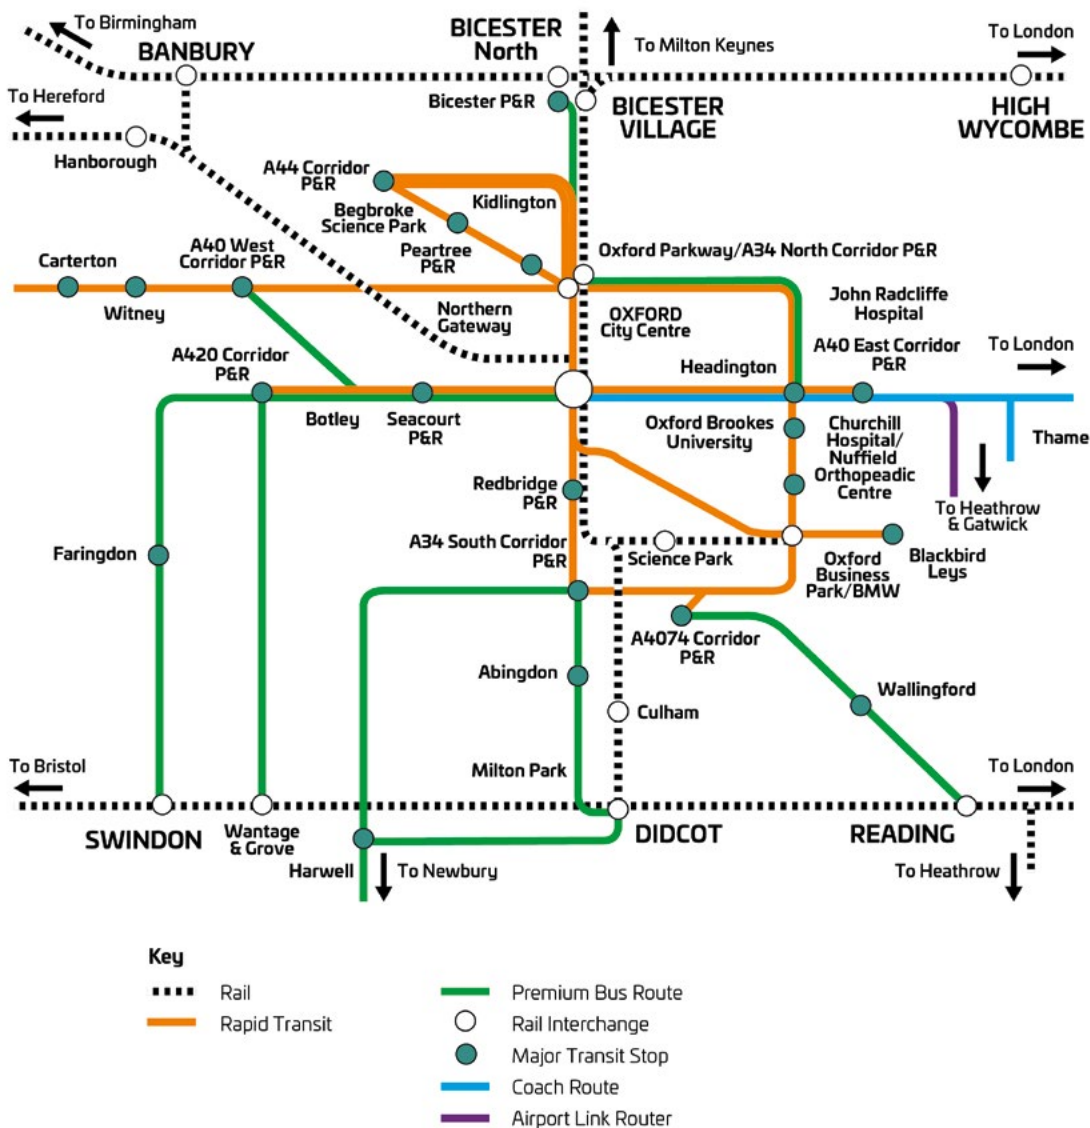 To Birmingham
BANBURY
BICESTER
North
To Milton Keynes
To London
To Hereford
Bicester P&R
BICESTER
VILLAGE
HIGH
WYCOMBE
Hanborough
A44 Corridor
P&R
Kidlington
Begbroke
Science Park
Peartree
P&R
Oxford Parkway/A34 North Corridor P&R
Carterton
A40 West
Corridor P&R
Witney
Northern
Gateway
OXFORD
City Centre
John Radcliffe
Hospital
A420 Corridor
P&R
Headington
A40 East Corridor
P&R
To London
Botley
Seacourt
P&R
Oxford Brookes
University
Churchill
Hospital/
Nuffield
Orthopeadic
Centre
Thame
Redbridge
P&R
To Heathrow
& Gatwick
A34 South Corridor
P&R
Faringdon
Science Park
Oxford
Business
Park/BMW
Blackbird
Leys
A4074 Corridor
P&R
Abingdon
Culham
Wallingford
Milton Park
To Bristol
To London
SWINDON
Wantage
& Grove
DIDCOT
READING
Harwell
To Newbury
To Heathrow
Key
Rail
Rapid Transit
Premium Bus Route
Rail Interchange
Major Transit Stop
Coach Route
Airport Link Router